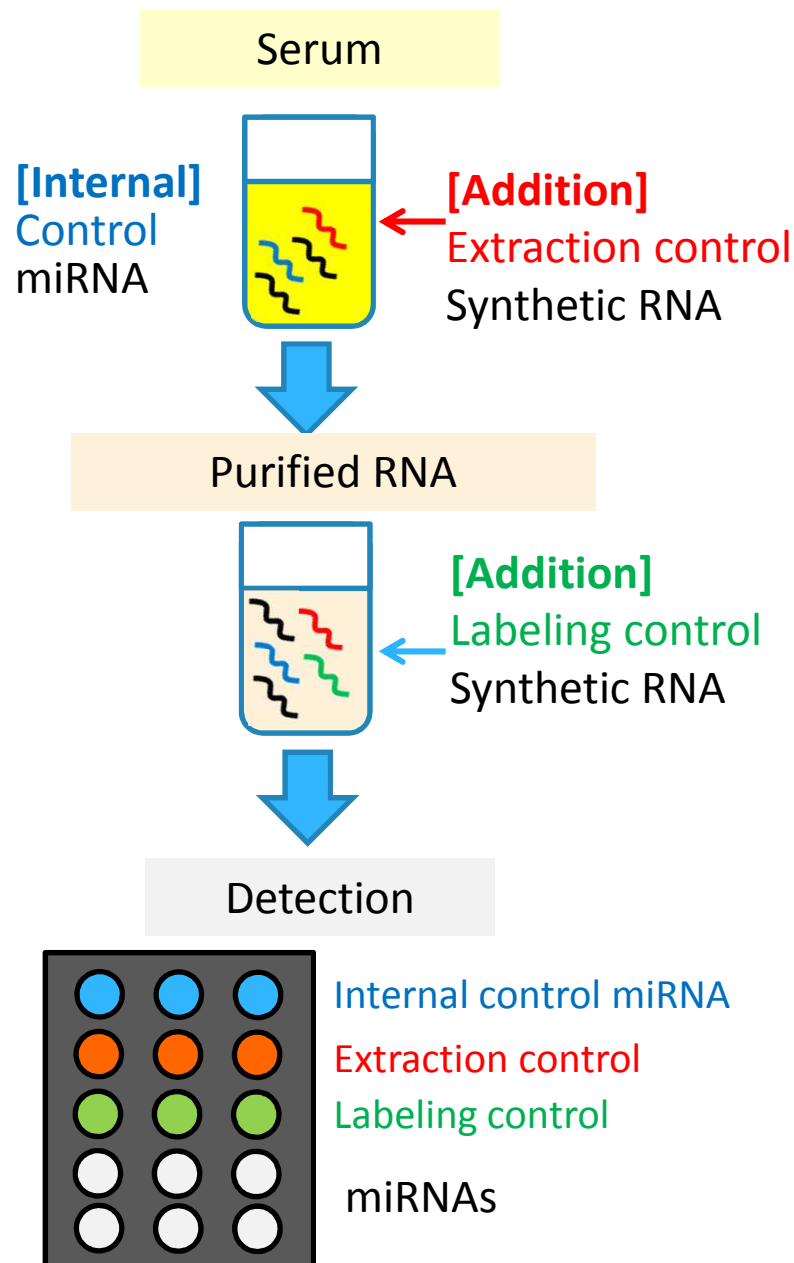 Serum
[Internal]
Control
miRNA
[Addition]
Extraction control
Synthetic RNA
Purified RNA
[Addition]
Labeling control
Synthetic RNA
Detection
Internal control miRNA
Extraction control
Labeling control
miRNAs